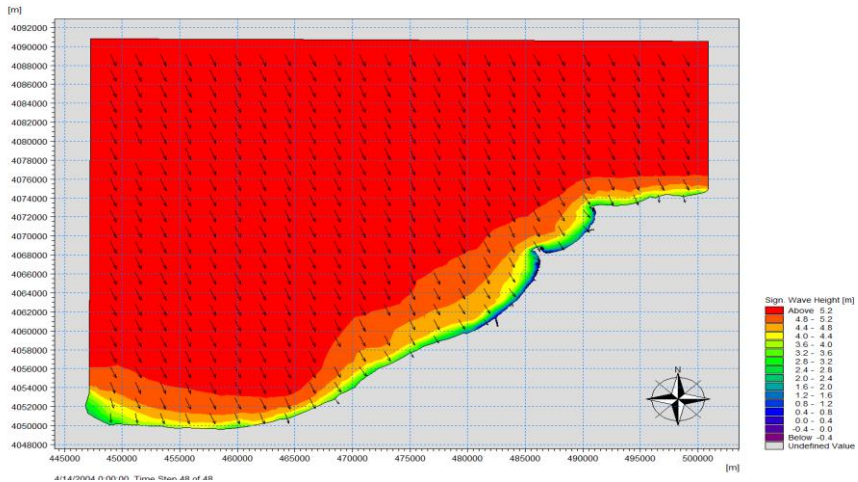 [m]
4092000
4090000
4088000
4086000
4084000
4082000
4080000
4078000
4076000
4074000
4072000
4070000
4068000
4066000
4064000
4062000
4060000
4058000
4056000
4054000
4052000
4050000
4048000
445000 450000 455000 460000 465000 470000 475000 480000 485000 490000 495000 500000
[m]
4/14/2004 0:00:00 Time Step 48 of 48
N
Sign. Wave Height [m]
Above 5.2
4.8 - 5.2
4.4 - 4.8
4.0 - 4.4
3.6 - 4.0
3.2 - 3.6
2.8 - 3.2
2.4 - 2.8
2.0 - 2.4
1.6 - 2.0
1.2 - 1.6
0.8 - 1.2
0.4 - 0.8
0.0 - 0.4
-0.4 - 0.0
Below -0.4
Undefined Value